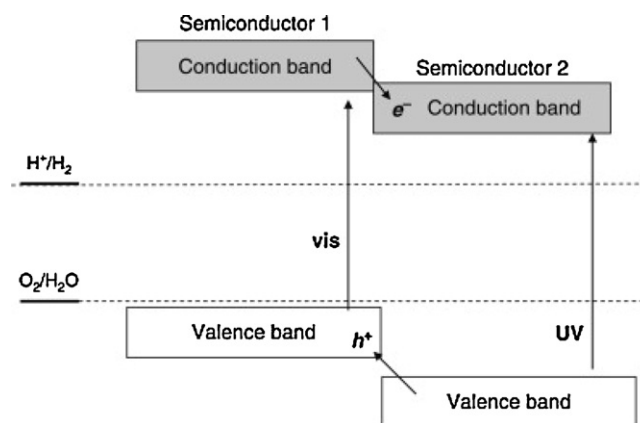 Semiconductor 1
Conduction band
Semiconductor 2
e⁻ Conduction band
H⁺/H₂
vis
O₂/H₂O
Valence band h⁺
UV
Valence band